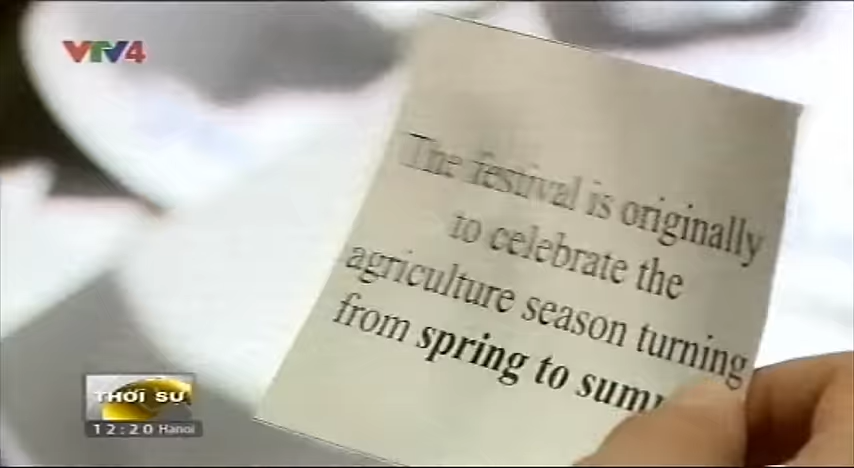 VTV4
The festival is originally
to celebrate the
agriculture season turning
from spring to sum
THỜI SỰ
12:20 Hanoi